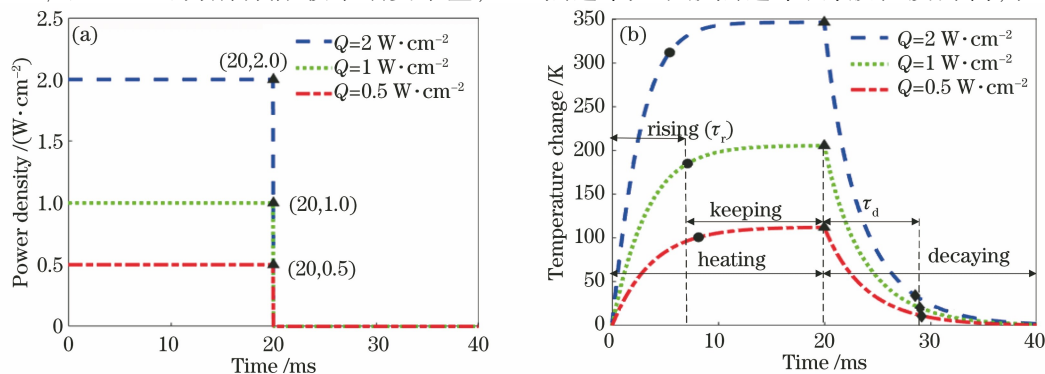 (a)
Q=2 W·cm⁻²
Q=1 W·cm⁻²
Q=0.5 W·cm⁻²
(20,2.0)
(20,1.0)
(20,0.5)
2.5
2.0
1.5
1.0
0.5
0
Power density /(W·cm⁻²)
0
10
20
30
40
Time /ms
(b)
Q=2 W·cm⁻²
Q=1 W·cm⁻²
Q=0.5 W·cm⁻²
rising (τr)
keeping
τd
heating
decaying
350
300
250
200
150
100
50
0
Temperature change /K
0
10
20
30
40
Time /ms